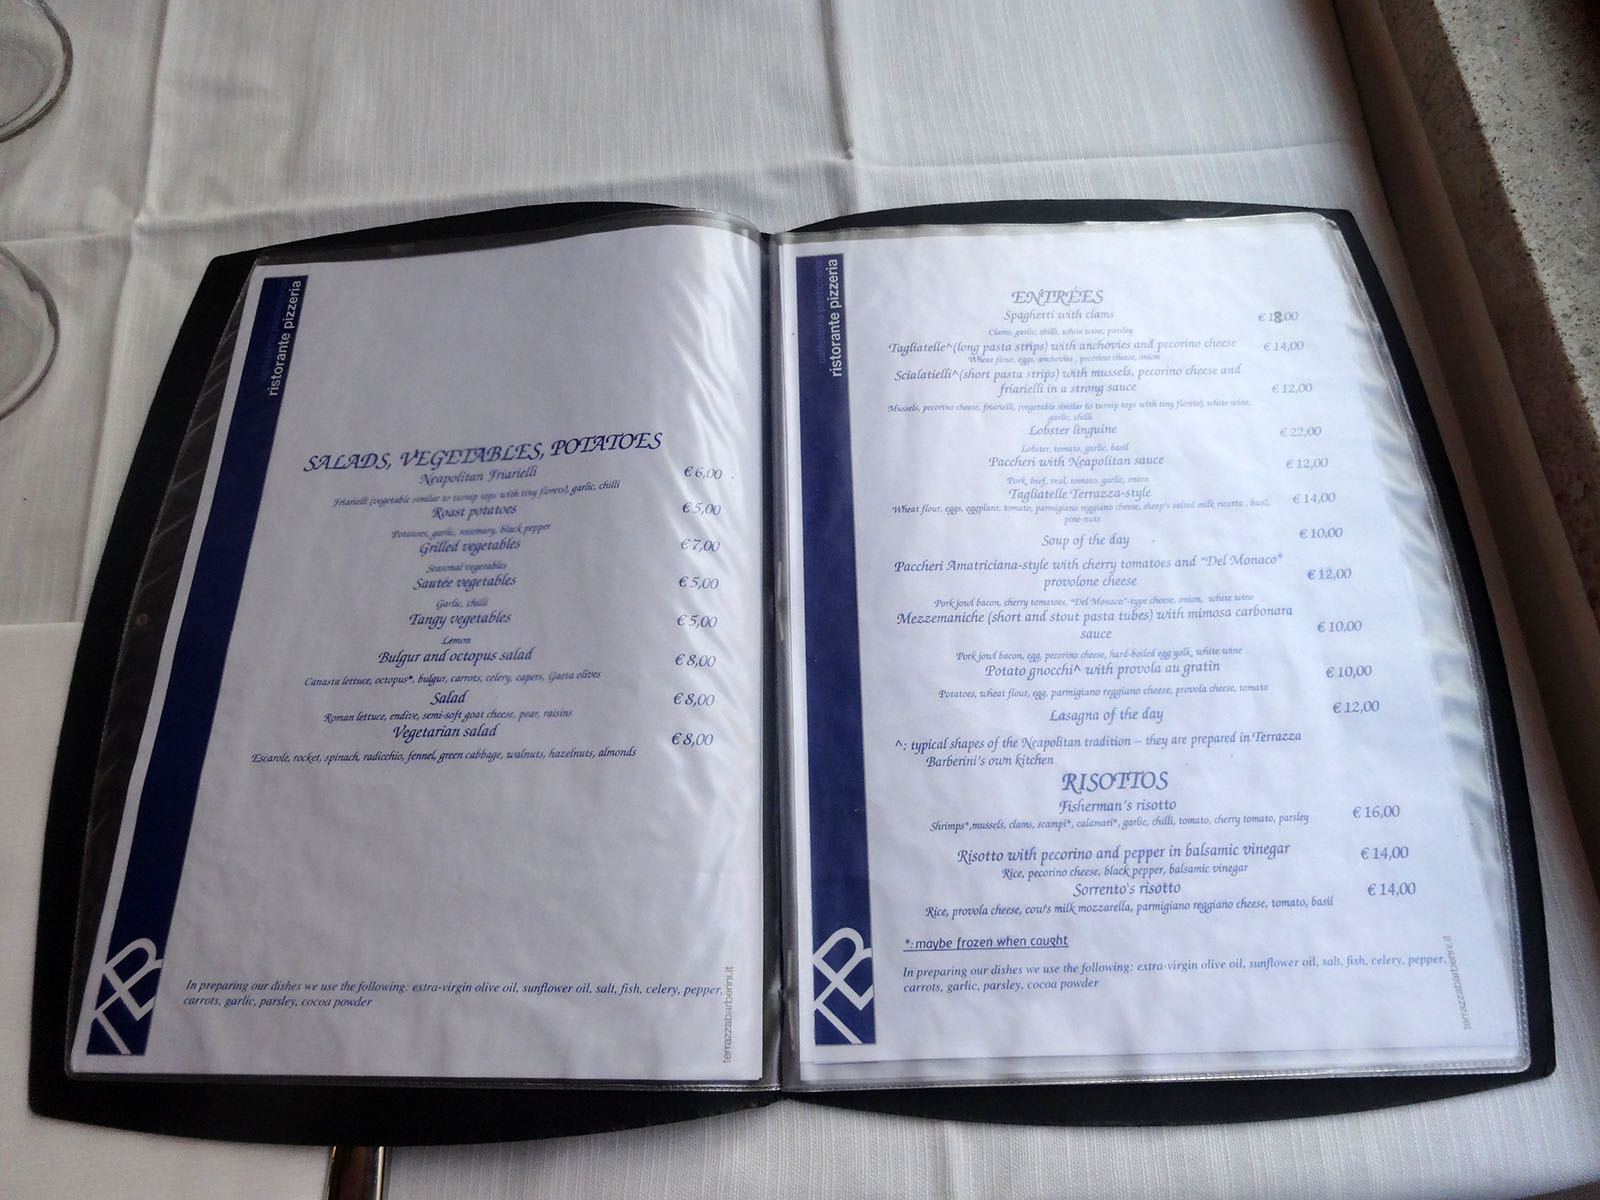 ristorante pizzeria
SALADS, VEGETABLES, POTATOES
Neapolitan Friarielli € 6,00
Friarielli (vegetable similar to turnip tops with tiny florets), garlic, chilli
Roast potatoes € 5,00
Potatoes, garlic, rosemary, black pepper
Grilled vegetables € 7,00
Seasonal vegetables
Sautée vegetables € 5,00
Garlic, chilli
Tangy vegetables € 5,00
Lemon
Bulgur and octopus salad € 8,00
Canasta lettuce, octopus*, bulgur, carrots, celery, capers, Gaeta olives
Salad € 8,00
Roman lettuce, endive, semi-soft goat cheese, pear, raisins
Vegetarian salad € 8,00
Escarole, rocket, spinach, radicchio, fennel, green cabbage, walnuts, hazelnuts, almonds
In preparing our dishes we use the following: extra-virgin olive oil, sunflower oil, salt, fish, celery, pepper,
carrots, garlic, parsley, cocoa powder
terrazzabarberini.it
TB
ristorante pizzeria
ENTRÉES
Spaghetti with clams € 18,00
Clams, garlic, chilli, white wine, parsley
Tagliatelle^(long pasta strips) with anchovies and pecorino cheese € 14,00
Wheat flour, eggs, anchovies , pecorino cheese, onion
Scialatielli^(short pasta strips) with mussels, pecorino cheese and
friarielli in a strong sauce € 12,00
Mussels, pecorino cheese, friarielli, (vegetable similar to turnip tops with tiny florets), white wine,
garlic, chilli
Lobster linguine € 22,00
Lobster, tomato, garlic, basil
Paccheri with Neapolitan sauce € 12,00
Pork, beef, veal, tomato, garlic, onion
Tagliatelle Terrazza-style € 14,00
Wheat flour, eggs, eggplant, tomato, parmigiano reggiano cheese, sheep's salted milk ricotta , basil,
pine-nuts
Soup of the day € 10,00
Paccheri Amatriciana-style with cherry tomatoes and "Del Monaco"
provolone cheese € 12,00
Pork jowl bacon, cherry tomatoes, "Del Monaco"-type cheese, onion, white wine
Mezzemaniche (short and stout pasta tubes) with mimosa carbonara
sauce € 10,00
Pork jowl bacon, egg, pecorino cheese, hard-boiled egg yolk, white wine
Potato gnocchi^ with provola au gratin € 10,00
Potatoes, wheat flour, egg, parmigiano reggiano cheese, provola cheese, tomato
Lasagna of the day € 12,00
^: typical shapes of the Neapolitan tradition – they are prepared in Terrazza
Barberini's own kitchen
RISOTTOS
Fisherman's risotto € 16,00
Shrimps*,mussels, clams, scampi*, calamari*, garlic, chilli, tomato, cherry tomato, parsley
Risotto with pecorino and pepper in balsamic vinegar € 14,00
Rice, pecorino cheese, black pepper, balsamic vinegar
Sorrento's risotto € 14,00
Rice, provola cheese, cow's milk mozzarella, parmigiano reggiano cheese, tomato, basil
*: maybe frozen when caught
In preparing our dishes we use the following: extra-virgin olive oil, sunflower oil, salt, fish, celery, pepper,
carrots, garlic, parsley, cocoa powder
terrazzabarberini.it
TB